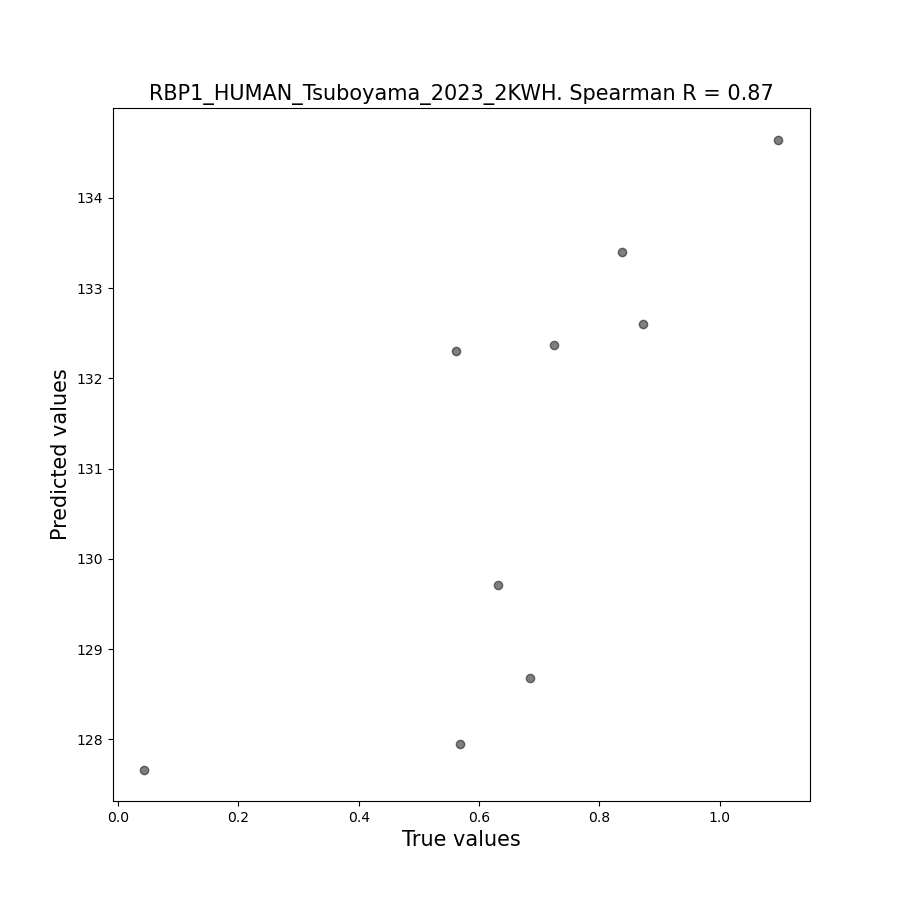 RBP1_HUMAN_Tsuboyama_2023_2KWH. Spearman R = 0.87
134
133
132
131
130
129
128
Predicted values
0.0 0.2 0.4 0.6 0.8 1.0
True values